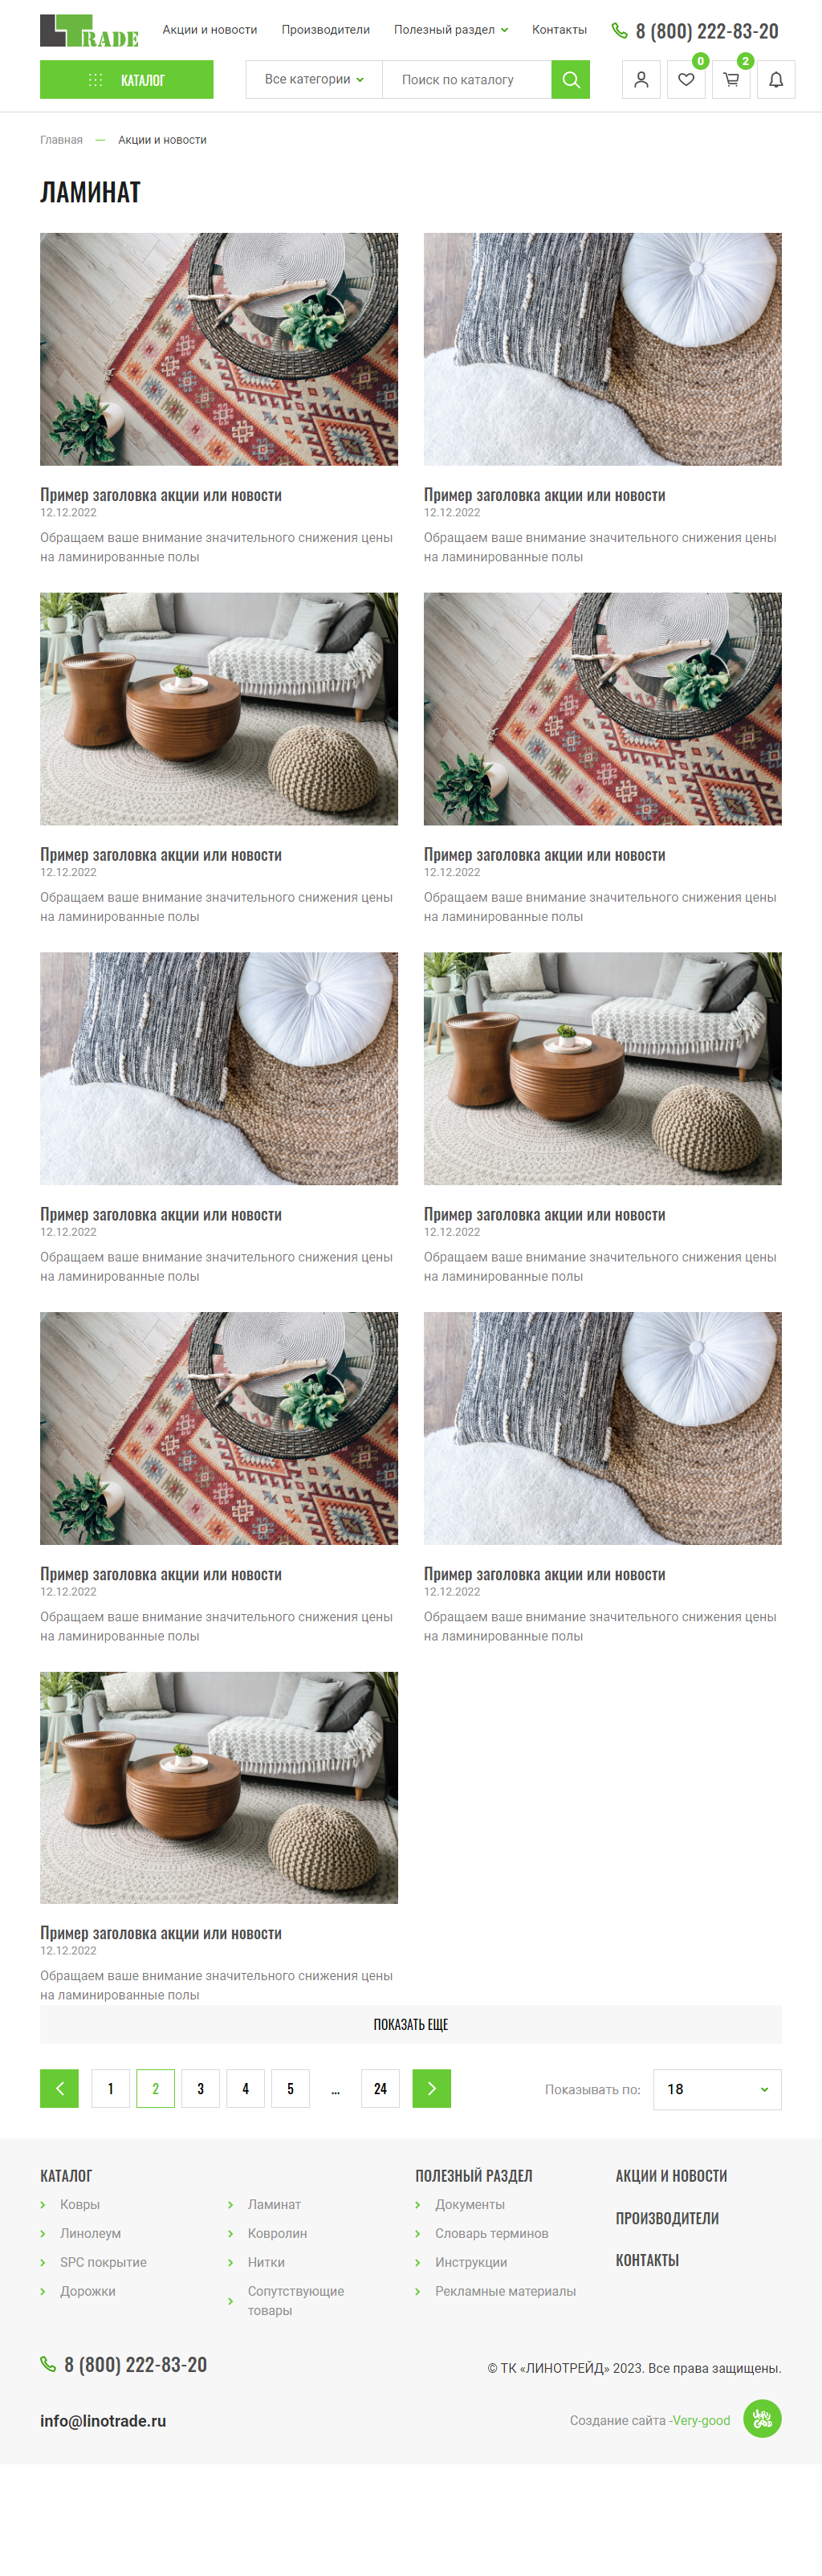 LTRADE
Акции и новости
Производители
Полезный раздел
Контакты
8 (800) 222-83-20
КАТАЛОГ
Все категории
Поиск по каталогу
0
2
Главная — Акции и новости
ЛАМИНАТ
Пример заголовка акции или новости
12.12.2022
Обращаем ваше внимание значительного снижения цены
на ламинированные полы
Пример заголовка акции или новости
12.12.2022
Обращаем ваше внимание значительного снижения цены
на ламинированные полы
Пример заголовка акции или новости
12.12.2022
Обращаем ваше внимание значительного снижения цены
на ламинированные полы
Пример заголовка акции или новости
12.12.2022
Обращаем ваше внимание значительного снижения цены
на ламинированные полы
Пример заголовка акции или новости
12.12.2022
Обращаем ваше внимание значительного снижения цены
на ламинированные полы
Пример заголовка акции или новости
12.12.2022
Обращаем ваше внимание значительного снижения цены
на ламинированные полы
Пример заголовка акции или новости
12.12.2022
Обращаем ваше внимание значительного снижения цены
на ламинированные полы
Пример заголовка акции или новости
12.12.2022
Обращаем ваше внимание значительного снижения цены
на ламинированные полы
Пример заголовка акции или новости
12.12.2022
Обращаем ваше внимание значительного снижения цены
на ламинированные полы
ПОКАЗАТЬ ЕЩЕ
1 2 3 4 5 ... 24
Показывать по: 18
КАТАЛОГ
Ковры
Линолеум
SPC покрытие
Дорожки
Ламинат
Ковролин
Нитки
Сопутствующие
товары
ПОЛЕЗНЫЙ РАЗДЕЛ
Документы
Словарь терминов
Инструкции
Рекламные материалы
АКЦИИ И НОВОСТИ
ПРОИЗВОДИТЕЛИ
КОНТАКТЫ
8 (800) 222-83-20
© ТК «ЛИНОТРЕЙД» 2023. Все права защищены.
info@linotrade.ru
Создание сайта -Very-good
VERY
GOOD